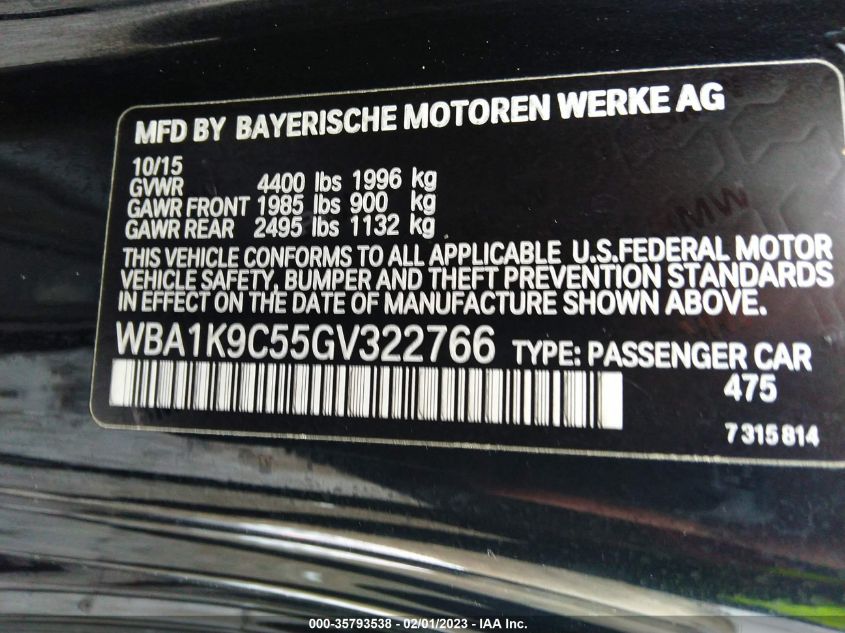 MFD BY BAYERISCHE MOTOREN WERKE AG
10/15
GVWR 4400 lbs 1996 kg
GAWR FRONT 1985 lbs 900 kg
GAWR REAR 2495 lbs 1132 kg
THIS VEHICLE CONFORMS TO ALL APPLICABLE U.S.FEDERAL MOTOR
VEHICLE SAFETY, BUMPER AND THEFT PREVENTION STANDARDS
IN EFFECT ON THE DATE OF MANUFACTURE SHOWN ABOVE.
WBA1K9C55GV322766 TYPE: PASSENGER CAR
475
7 315 814
000-35793538 - 02/01/2023 - IAA Inc.